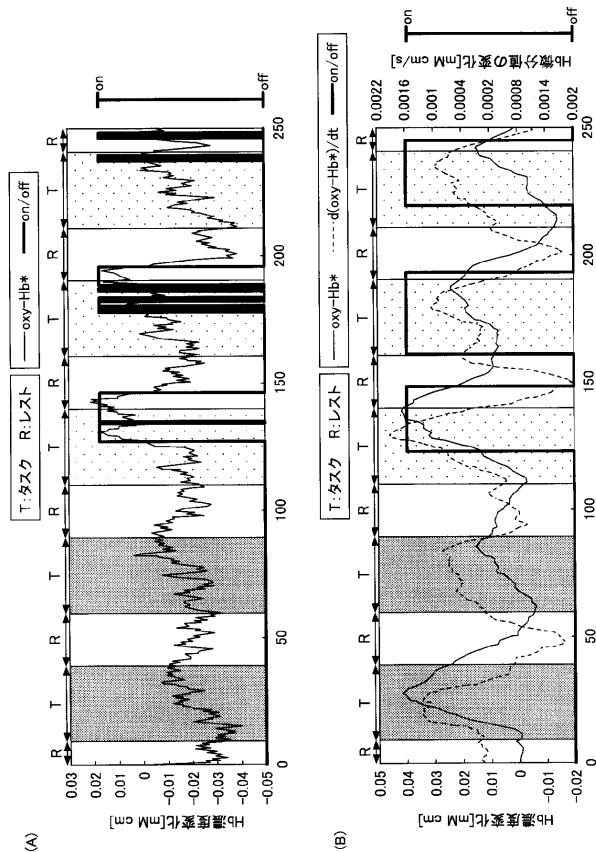 (A)
T:タスク R:レスト
oxy-Hb* on/off
R T R T R T R T R T R
Hb濃度変化[mM cm]
0.03
0.02
0.01
0
-0.01
-0.02
-0.03
-0.04
-0.05
0 50 100 150 200 250
on
off
(B)
T:タスク R:レスト
oxy-Hb* d(oxy-Hb*)/dt on/off
R T R T R T R T R T R
Hb濃度変化[mM cm]
0.05
0.04
0.03
0.02
0.01
0
-0.01
-0.02
0 50 100 150 200 250
0.0022
0.0016
0.001
0.0004
0.0002
0.0008
0.0014
0.002
Hb微分値の変化[mM cm/s]
on
off